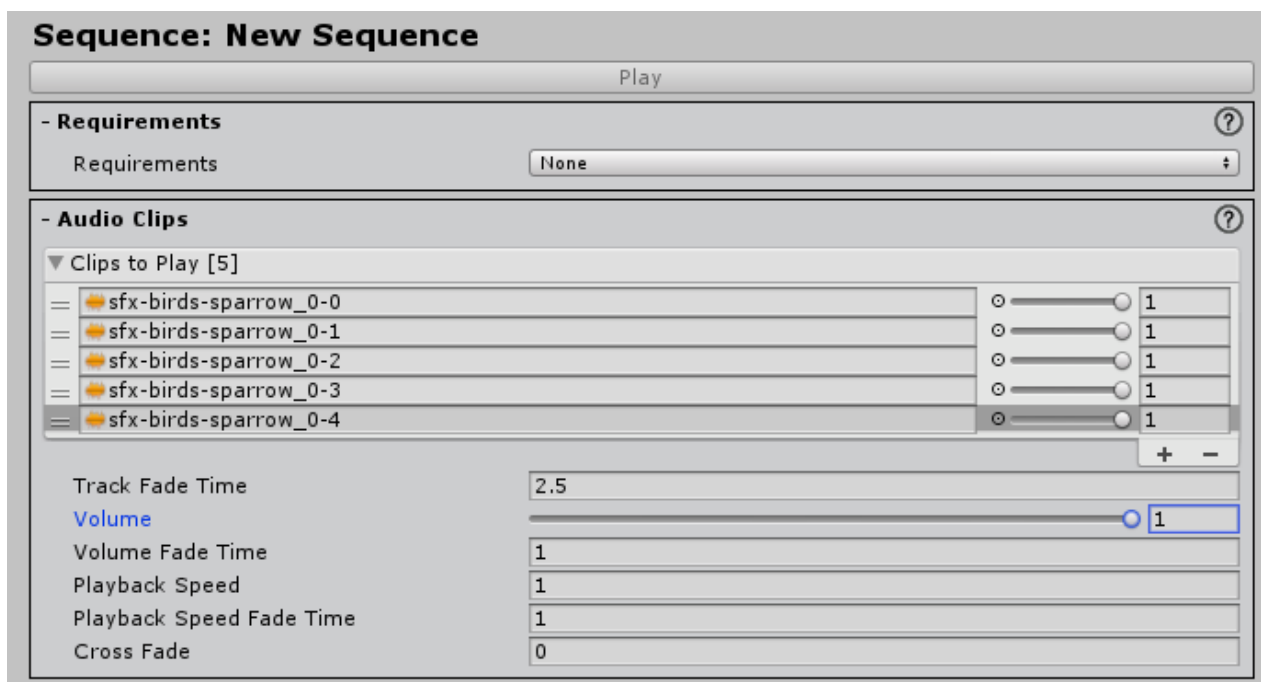 Sequence: New Sequence
Play
- Requirements
?
Requirements None
- Audio Clips
?
Clips to Play [5]
sfx-birds-sparrow_0-0 1
sfx-birds-sparrow_0-1 1
sfx-birds-sparrow_0-2 1
sfx-birds-sparrow_0-3 1
sfx-birds-sparrow_0-4 1
+ -
Track Fade Time 2.5
Volume 1
Volume Fade Time 1
Playback Speed 1
Playback Speed Fade Time 1
Cross Fade 0